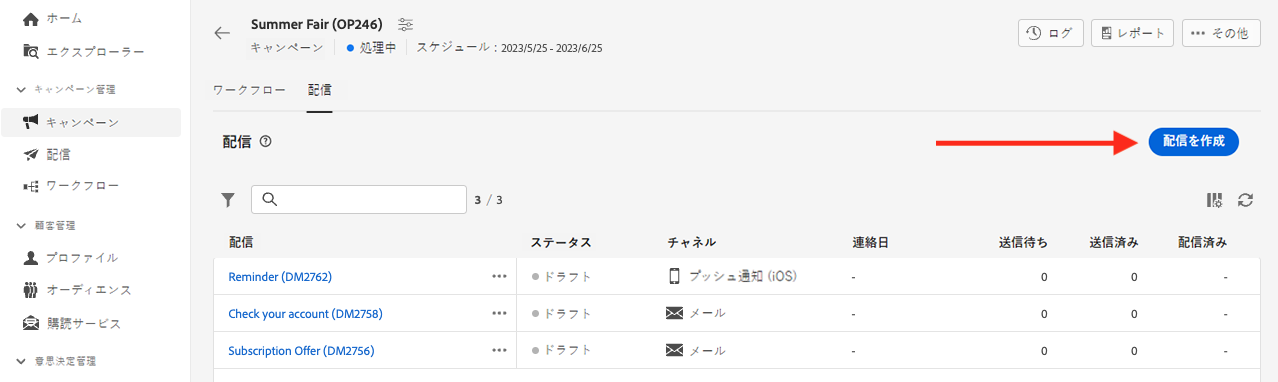 ホーム
エクスプローラー
キャンペーン管理
キャンペーン
配信
ワークフロー
顧客管理
プロファイル
オーディエンス
購読サービス
意思決定管理
Summer Fair (OP246)
キャンペーン 処理中 スケジュール : 2023/5/25 - 2023/6/25
ログ レポート その他
ワークフロー 配信
配信 配信を作成
3 / 3
配信 ステータス チャネル 連絡日 送信待ち 送信済み 配信済み
Reminder (DM2762) ドラフト プッシュ通知 (iOS) - 0 0 -
Check your account (DM2758) ドラフト メール - 0 0 -
Subscription Offer (DM2756) ドラフト メール - 0 0 -